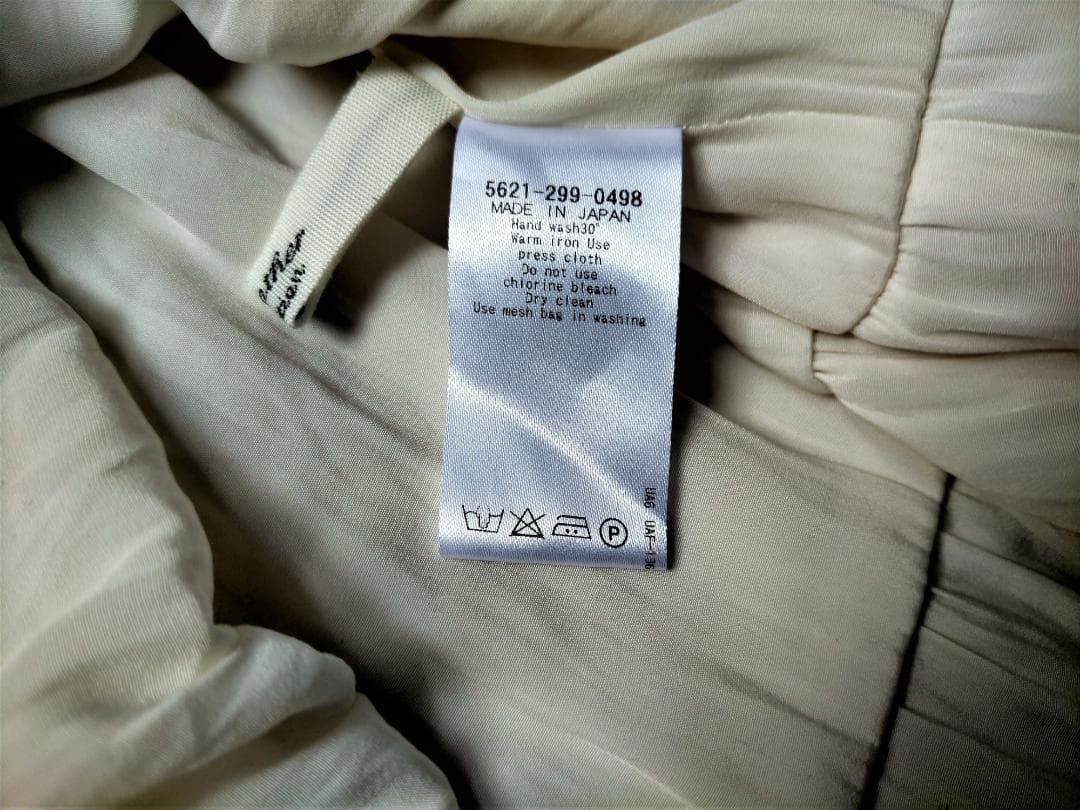 5621-299-0498
MADE IN JAPAN
Hand wash30°
Warm iron Use
press cloth
Do not use
chlorine bleach
Dry clean
Use mesh bag in washing
P